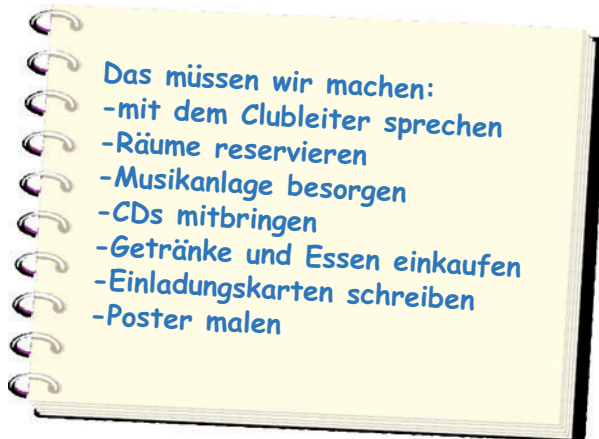 Das müssen wir machen:
-mit dem Clubleiter sprechen
-Räume reservieren
-Musikanlage besorgen
-CDs mitbringen
-Getränke und Essen einkaufen
-Einladungskarten schreiben
-Poster malen